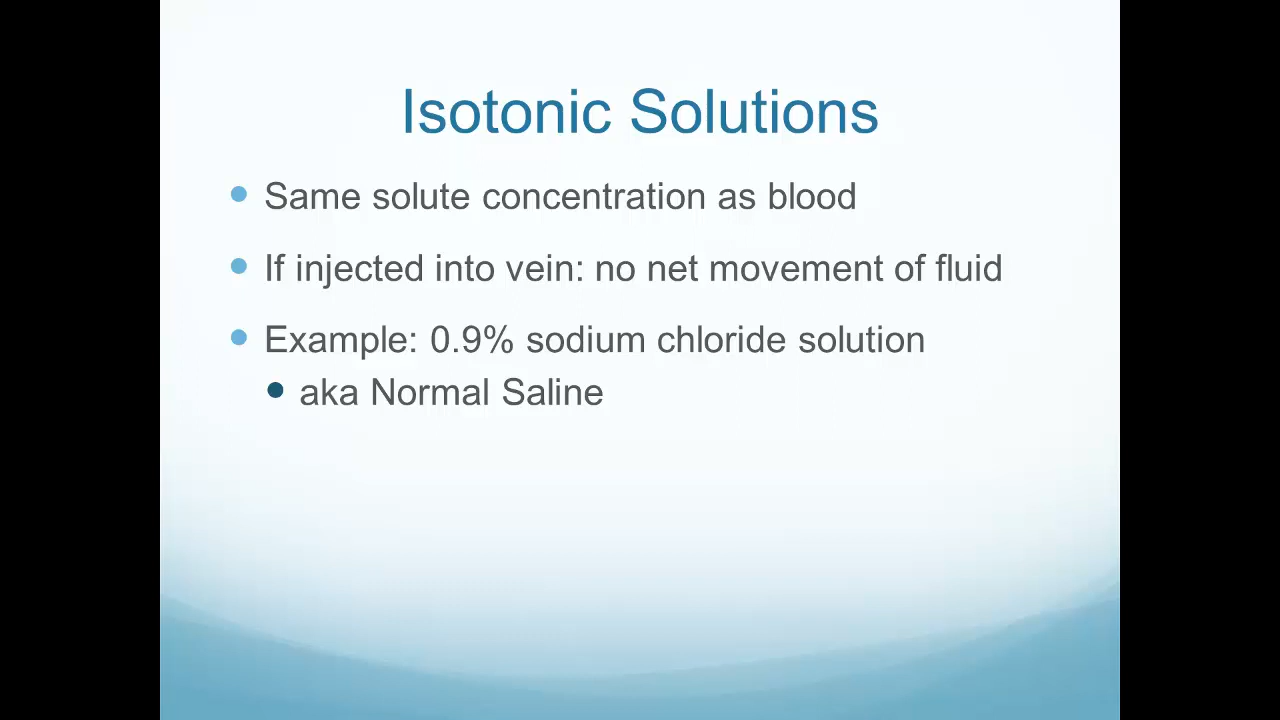 Isotonic Solutions
Same solute concentration as blood
If injected into vein: no net movement of fluid
Example: 0.9% sodium chloride solution
aka Normal Saline